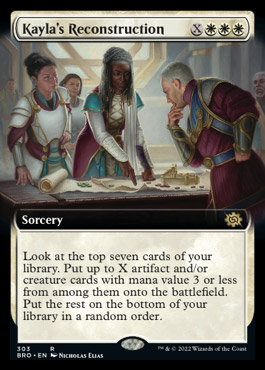 Kayla's Reconstruction X
Sorcery
Look at the top seven cards of your
library. Put up to X artifact and/or
creature cards with mana value 3 or less
from among them onto the battlefield.
Put the rest on the bottom of your
library in a random order.
303 R
BRO • EN Nicholas Elias
™ & © 2022 Wizards of the Coast